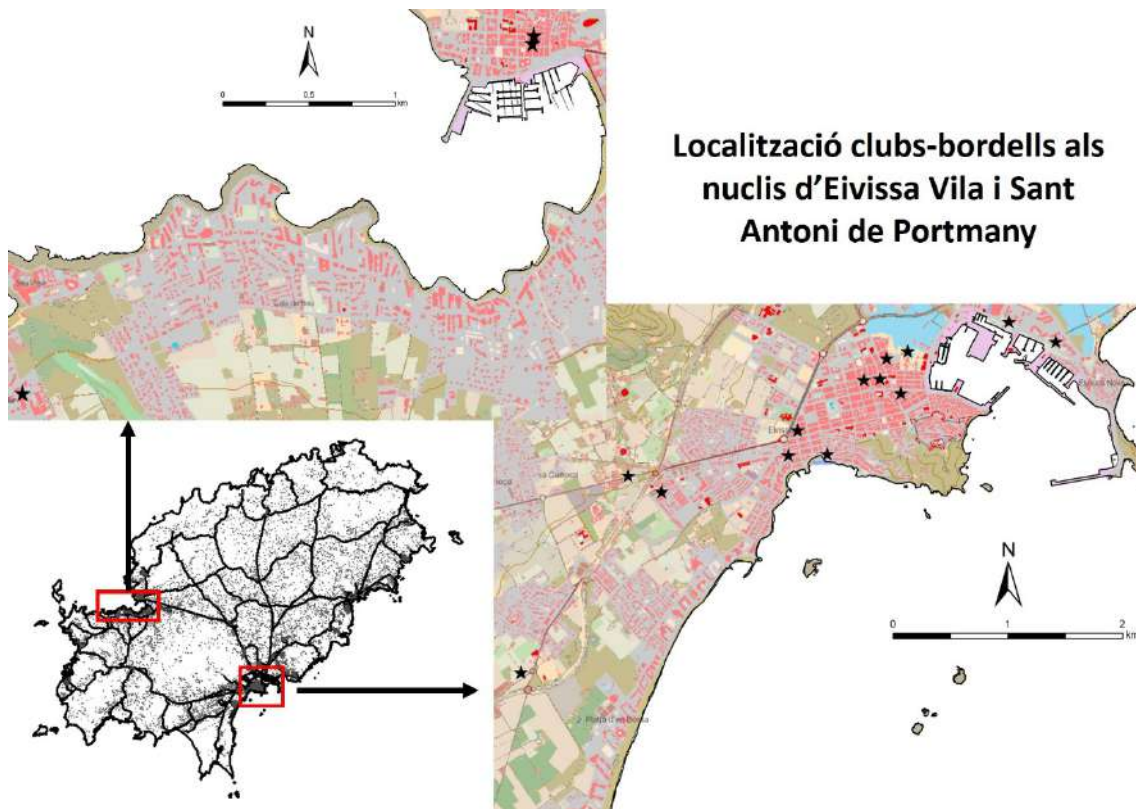 N
0 0,5 1
km
Localització clubs-bordells als
nuclis d’Eivissa Vila i Sant
Antoni de Portmany
N
0 1 2
km